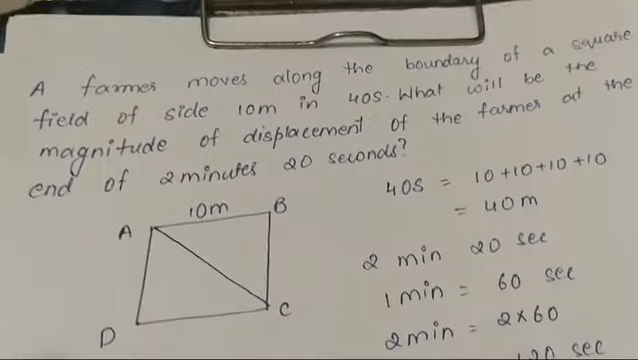 A farmer moves along the boundary of a square
field of side 10m in 40s. What will be the
magnitude of displacement of the farmer at the
end of 2 minutes 20 seconds?
40s = 10+10+10+10
= 40m
10m
A
B
C
D
2 min 20 sec
1 min = 60 sec
2min = 2×60
120 sec